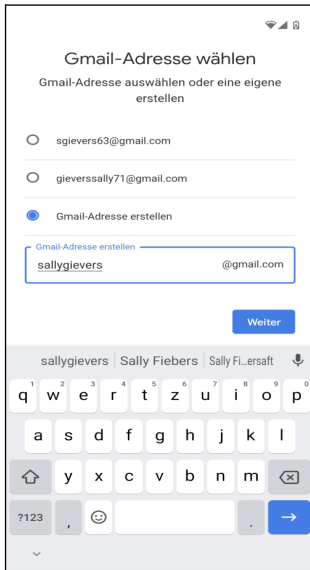 Gmail-Adresse wählen
Gmail-Adresse auswählen oder eine eigene
erstellen
sgievers63@gmail.com
gieverssally71@gmail.com
Gmail-Adresse erstellen
Gmail-Adresse erstellen
sallygievers @gmail.com
Weiter
sallygievers Sally Fiebers Sally Fi...ersaft
1 2 3 4 5 6 7 8 9 0
q w e r t z u i o p
a s d f g h j k l
y x c v b n m
?123 , .